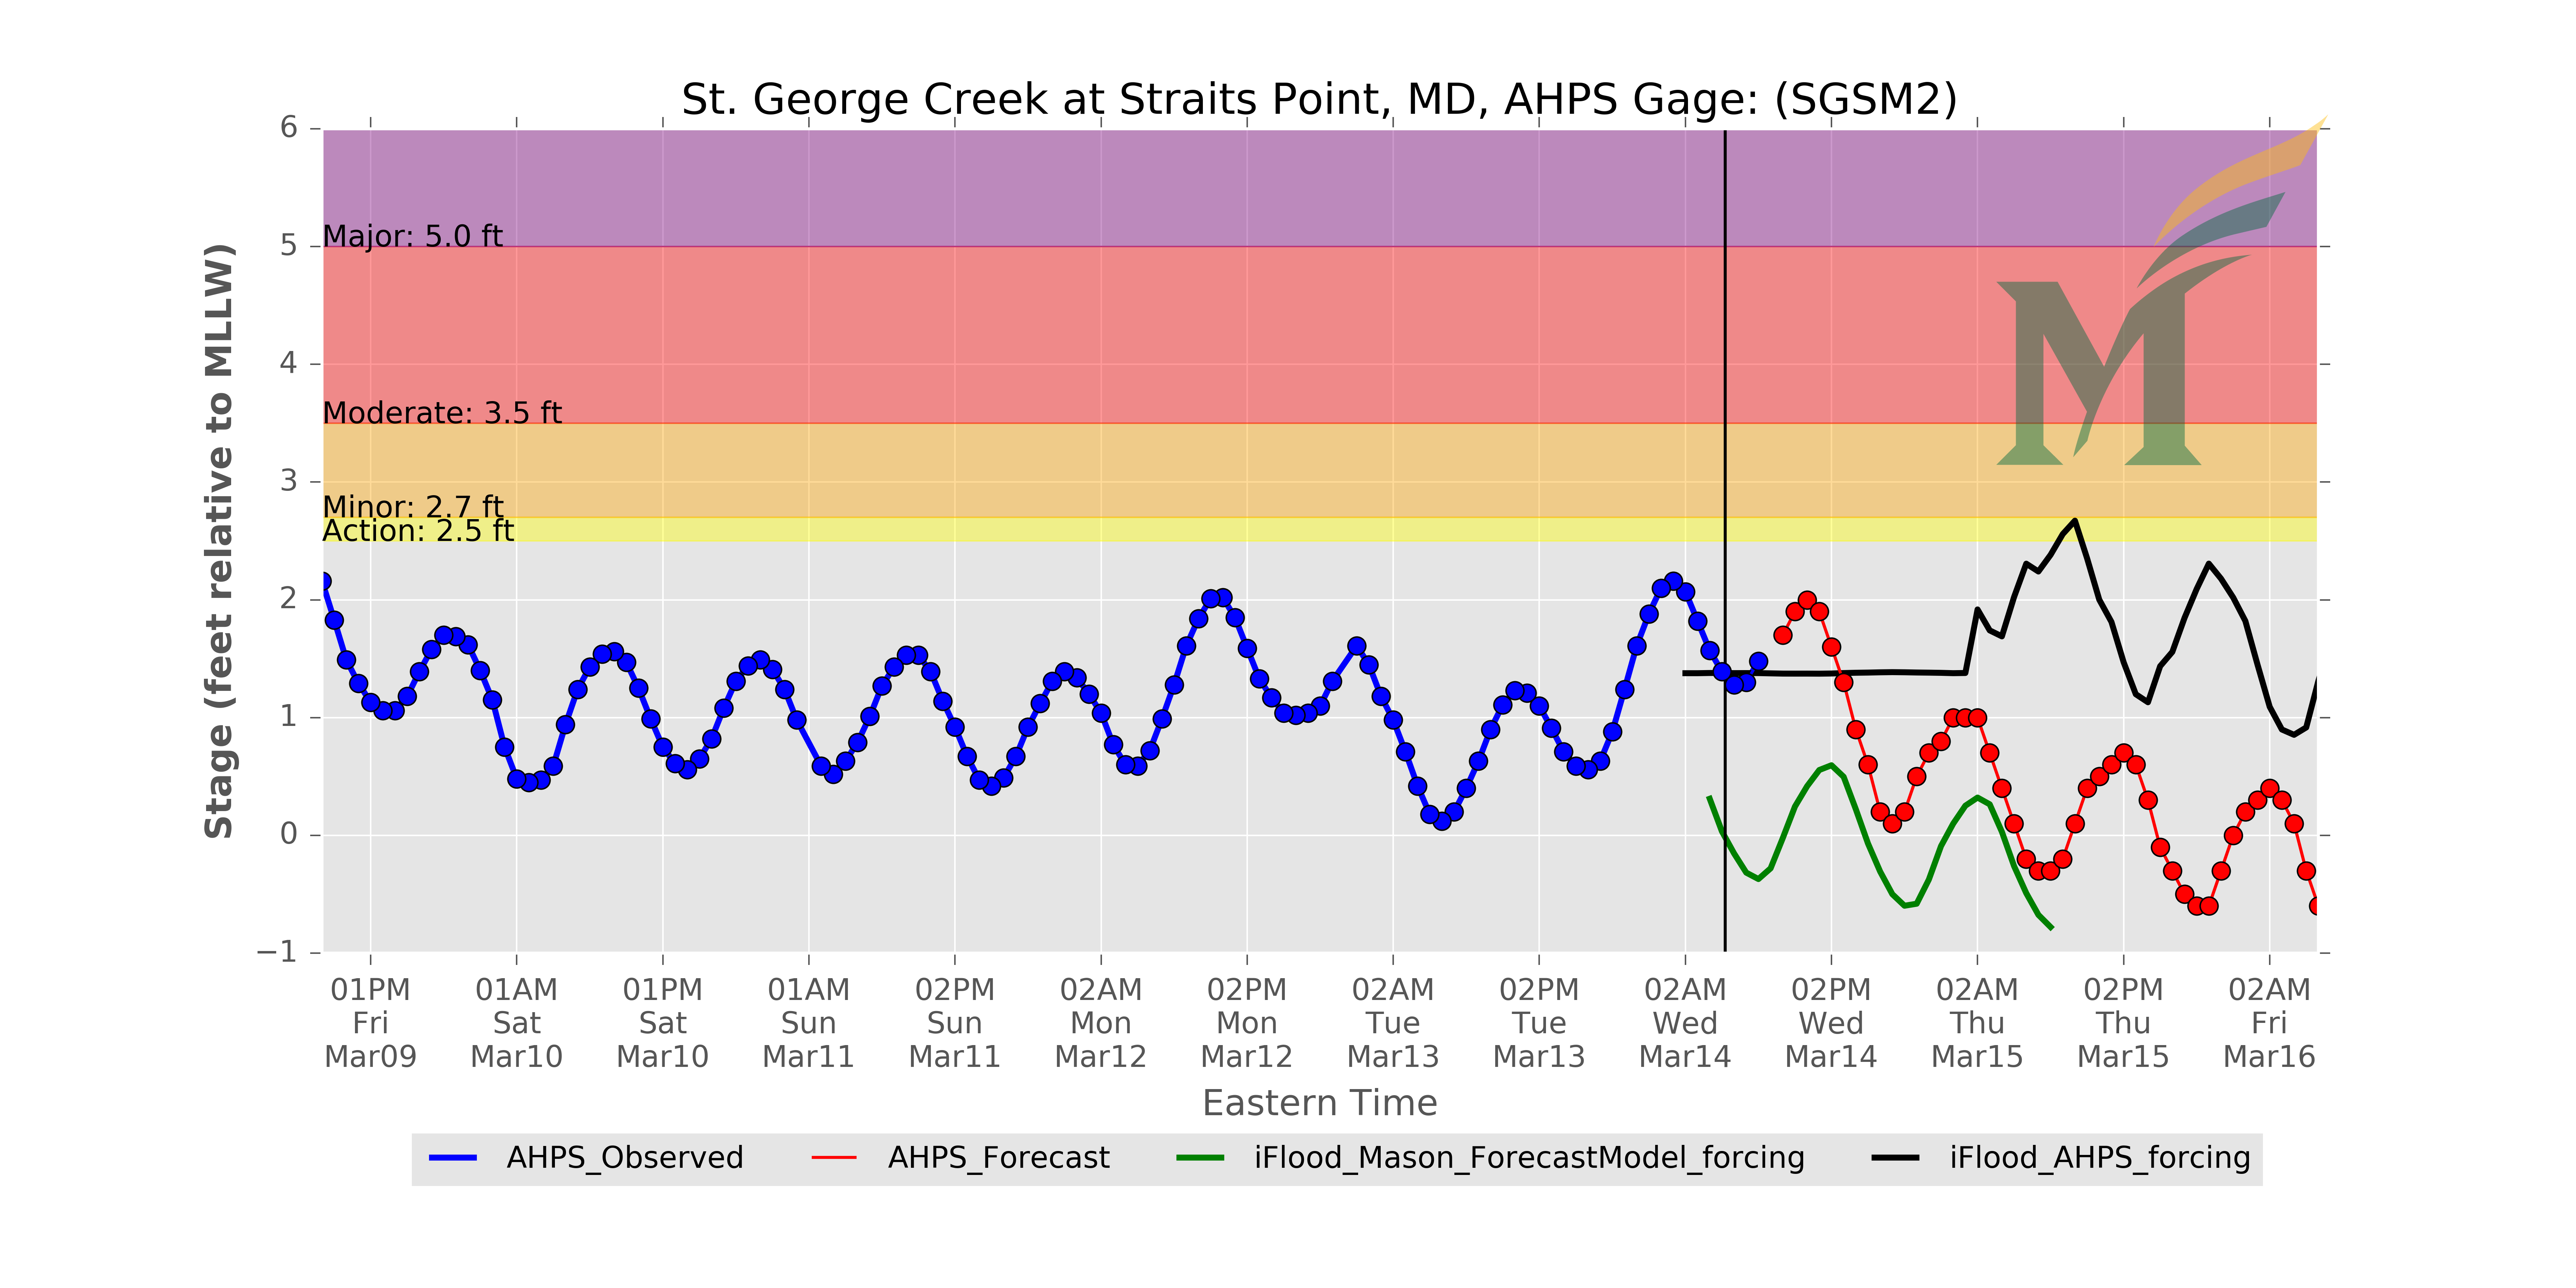 St. George Creek at Straits Point, MD, AHPS Gage: (SGSM2)
Stage (feet relative to MLLW)
6
5
4
3
2
1
0
−1
Major: 5.0 ft
Moderate: 3.5 ft
Minor: 2.7 ft
Action: 2.5 ft
M
01PM 01AM 01PM 01AM 02PM 02AM 02PM 02AM 02PM 02AM 02PM 02AM 02PM 02AM
Fri Sat Sat Sun Sun Mon Mon Tue Tue Wed Wed Thu Thu Fri
Mar09 Mar10 Mar10 Mar11 Mar11 Mar12 Mar12 Mar13 Mar13 Mar14 Mar14 Mar15 Mar15 Mar16
Eastern Time
AHPS_Observed AHPS_Forecast iFlood_Mason_ForecastModel_forcing iFlood_AHPS_forcing